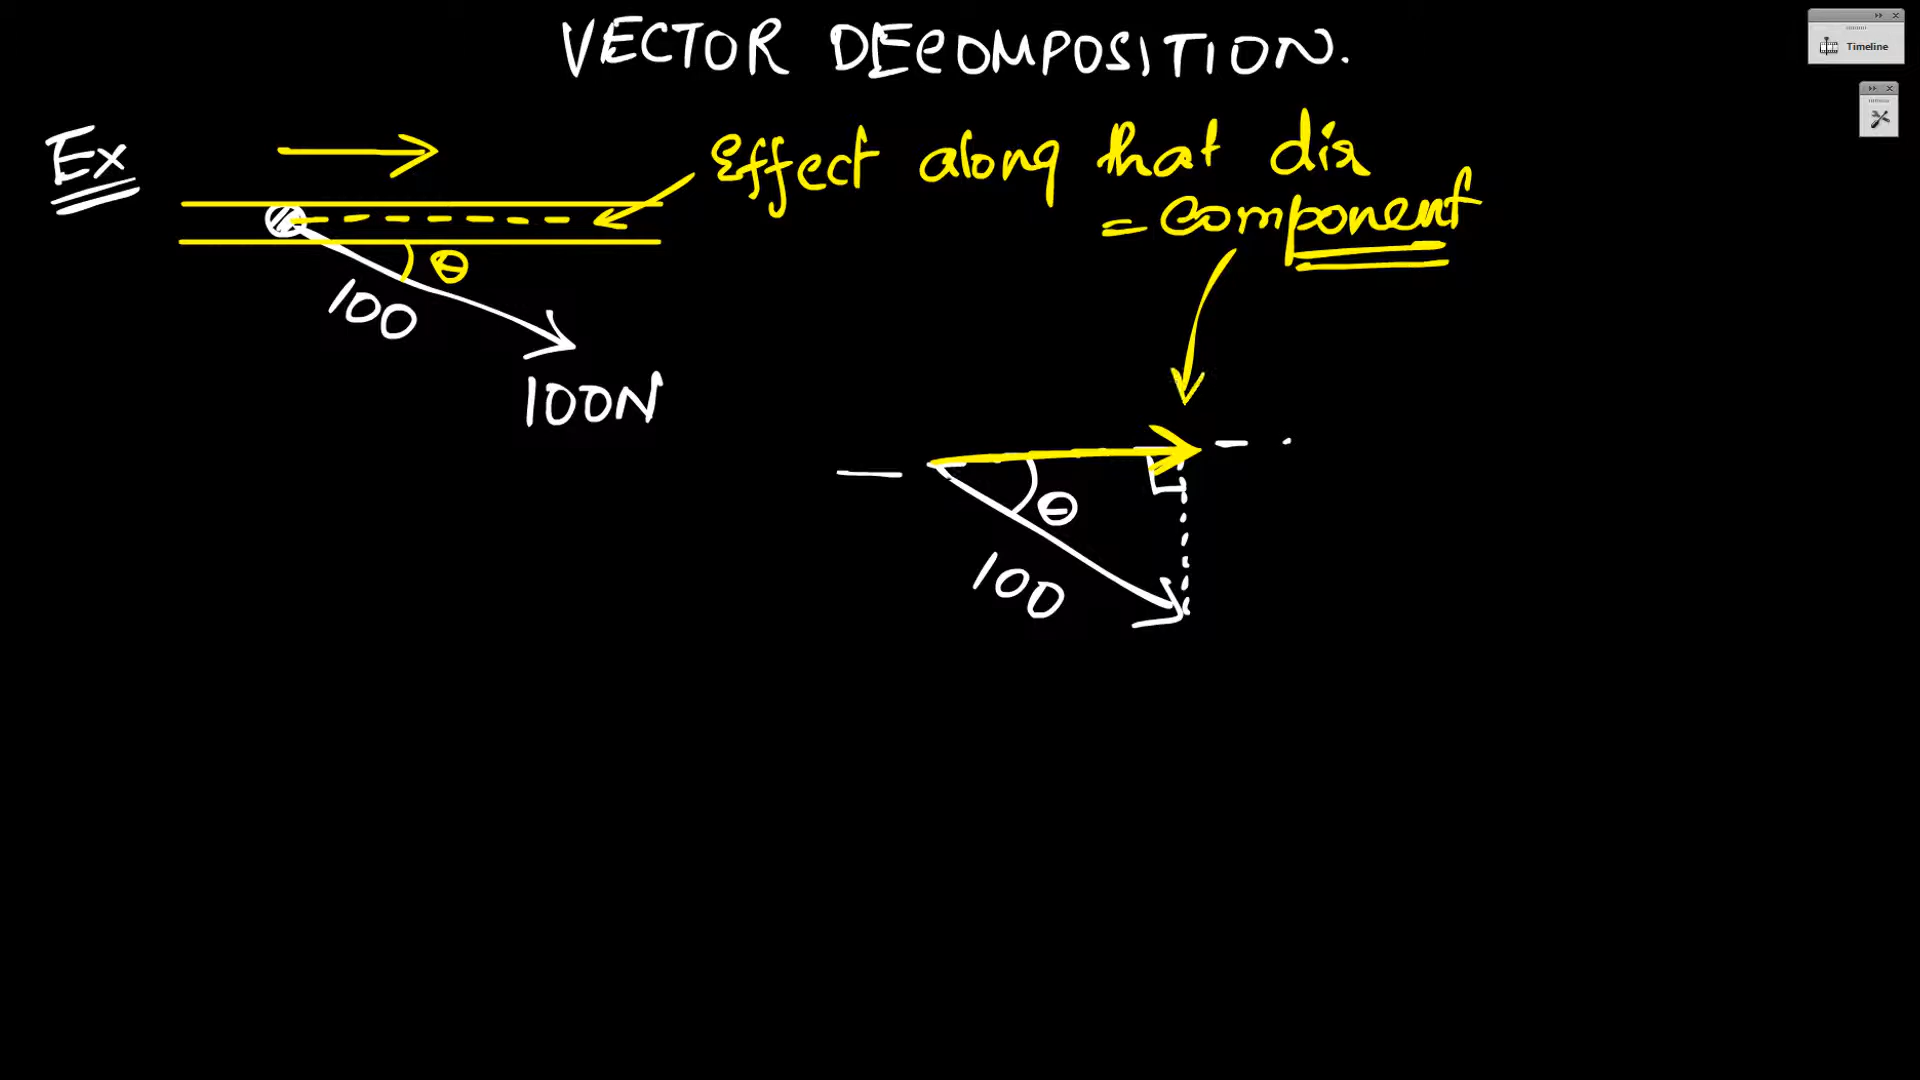 VECTOR DECOMPOSITION.
Timeline
Ex
Effect along that dir
= component
θ
100
100N
θ
100